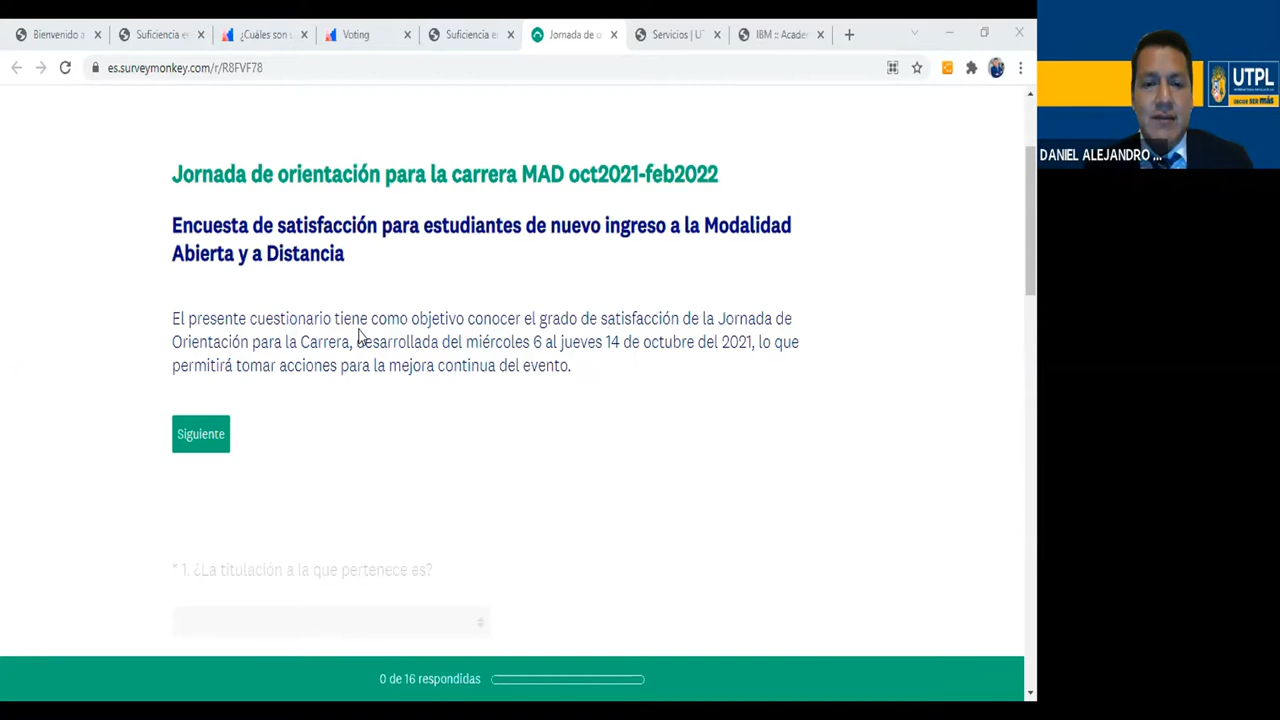 Bienvenido a
Suficiencia e
¿Cuáles son
Voting
Suficiencia e
Jornada de o
Servicios | UT
IBM :: Acade
es.surveymonkey.com/r/R8FVF78
UTPL
DECIDE SER MÁS
DANIEL ALEJANDRO ...
Jornada de orientación para la carrera MAD oct2021-feb2022
Encuesta de satisfacción para estudiantes de nuevo ingreso a la Modalidad
Abierta y a Distancia
El presente cuestionario tiene como objetivo conocer el grado de satisfacción de la Jornada de
Orientación para la Carrera, desarrollada del miércoles 6 al jueves 14 de octubre del 2021, lo que
permitirá tomar acciones para la mejora continua del evento.
Siguiente
* 1. ¿La titulación a la que pertenece es?
0 de 16 respondidas